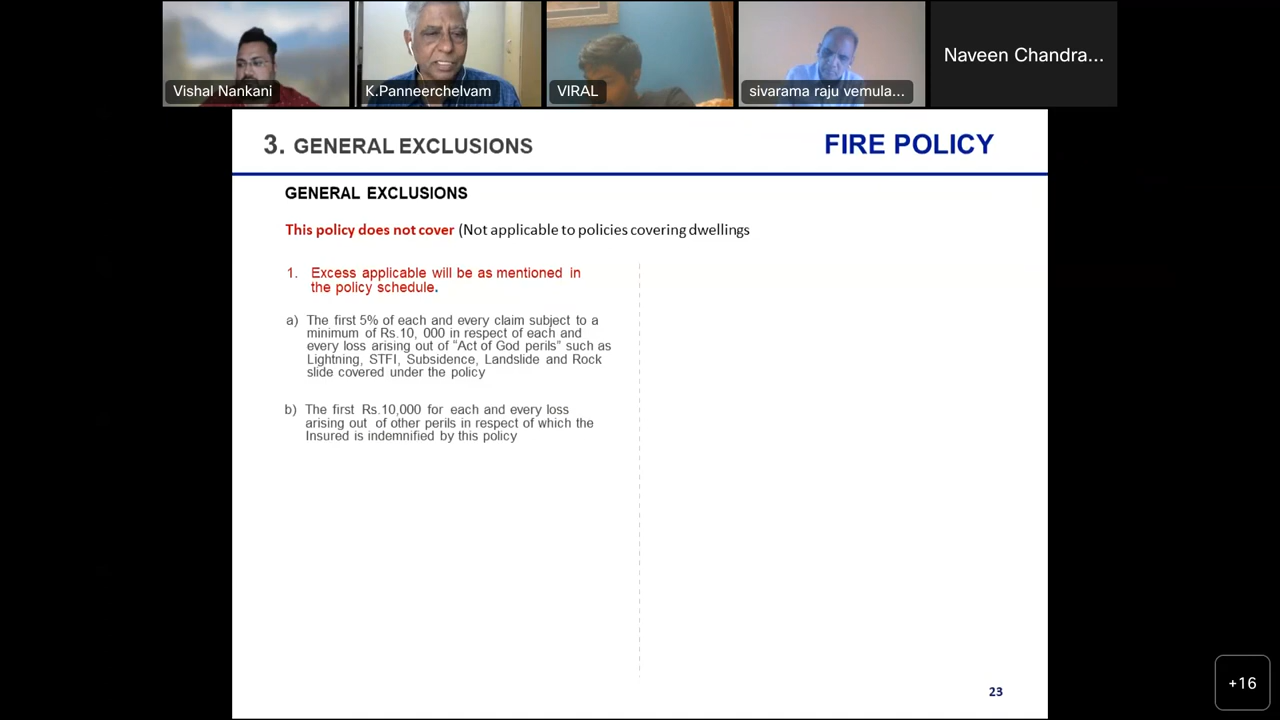 Vishal Nankani
K.Panneerchelvam
VIRAL
sivarama raju vemula...
Naveen Chandra...
3. GENERAL EXCLUSIONS
FIRE POLICY
GENERAL EXCLUSIONS
This policy does not cover (Not applicable to policies covering dwellings
1. Excess applicable will be as mentioned in
the policy schedule.
a) The first 5% of each and every claim subject to a
minimum of Rs.10, 000 in respect of each and
every loss arising out of “Act of God perils” such as
Lightning, STFI, Subsidence, Landslide and Rock
slide covered under the policy
b) The first Rs.10,000 for each and every loss
arising out of other perils in respect of which the
Insured is indemnified by this policy
23
+16